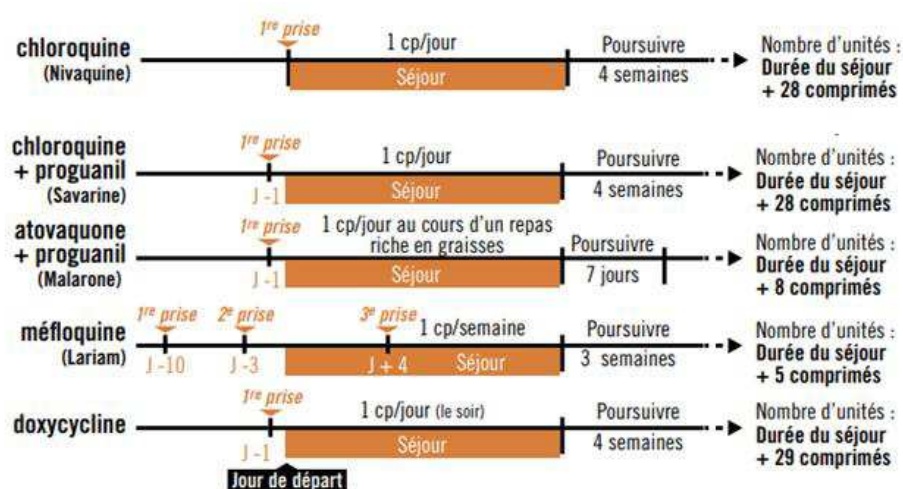 1re prise
chloroquine
(Nivaquine)
1 cp/jour
Séjour
Poursuivre
4 semaines
Nombre d'unités :
Durée du séjour
+ 28 comprimés
chloroquine
+ proguanil
(Savarine)
1re prise
J -1
1 cp/jour
Séjour
Poursuivre
4 semaines
Nombre d'unités :
Durée du séjour
+ 28 comprimés
atovaquone
+ proguanil
(Malarone)
1re prise
J -1
1 cp/jour au cours d'un repas
riche en graisses
Séjour
Poursuivre
7 jours
Nombre d'unités :
Durée du séjour
+ 8 comprimés
méfloquine
(Lariam)
1re prise
J -10
2e prise
J -3
3e prise
J + 4
1 cp/semaine
Séjour
Poursuivre
3 semaines
Nombre d'unités :
Durée du séjour
+ 5 comprimés
doxycycline
1re prise
J -1
1 cp/jour (le soir)
Séjour
Poursuivre
4 semaines
Nombre d'unités :
Durée du séjour
+ 29 comprimés
Jour de départ